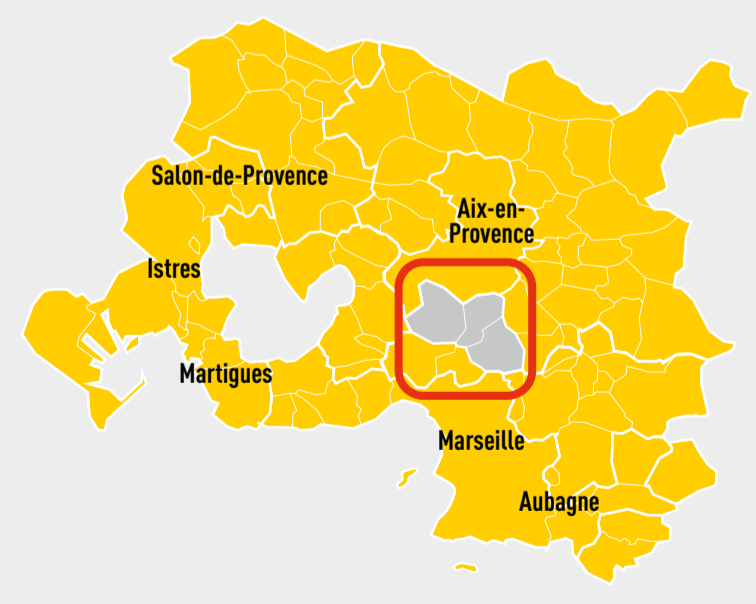 Salon-de-Provence
Aix-en-
Provence
Istres
Martigues
Marseille
Aubagne